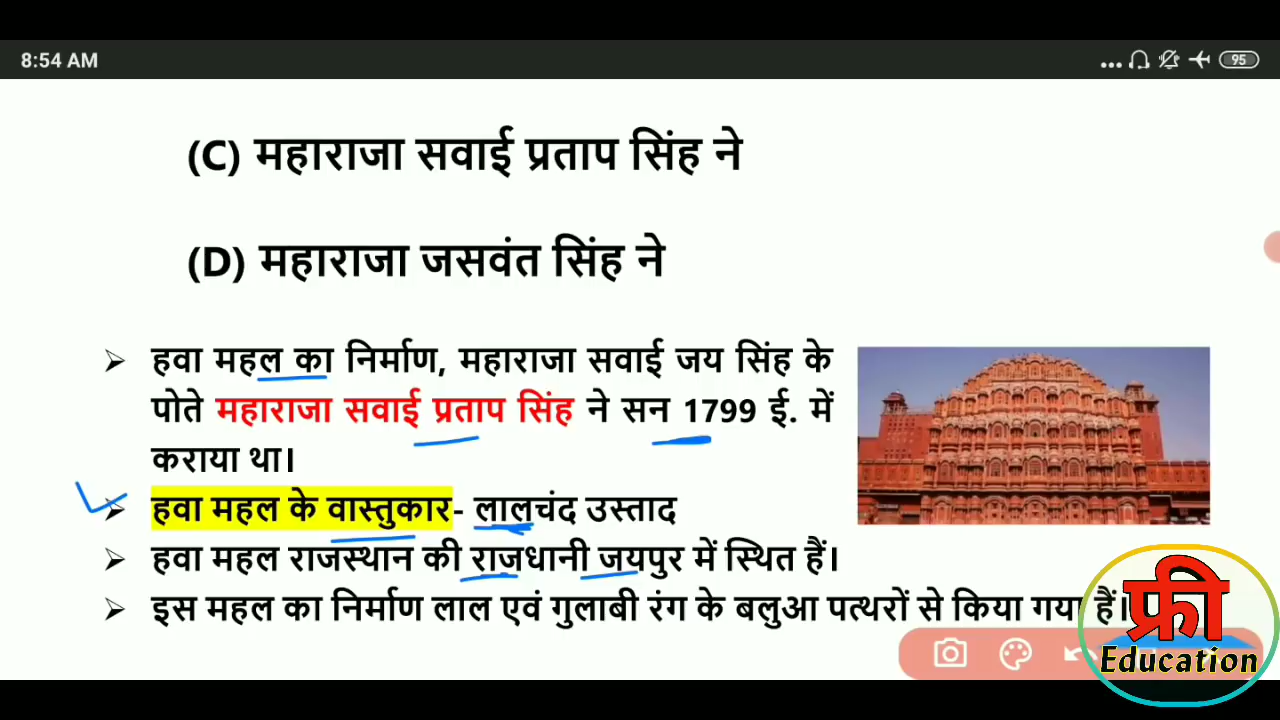 8:54 AM
95
(C) महाराजा सवाई प्रताप सिंह ने
(D) महाराजा जसवंत सिंह ने
➢ हवा महल का निर्माण, महाराजा सवाई जय सिंह के
पोते महाराजा सवाई प्रताप सिंह ने सन 1799 ई. में
कराया था।
➢ हवा महल के वास्तुकार- लालचंद उस्ताद
➢ हवा महल राजस्थान की राजधानी जयपुर में स्थित हैं।
➢ इस महल का निर्माण लाल एवं गुलाबी रंग के बलुआ पत्थरों से किया गया हैं।
फ्री
Education